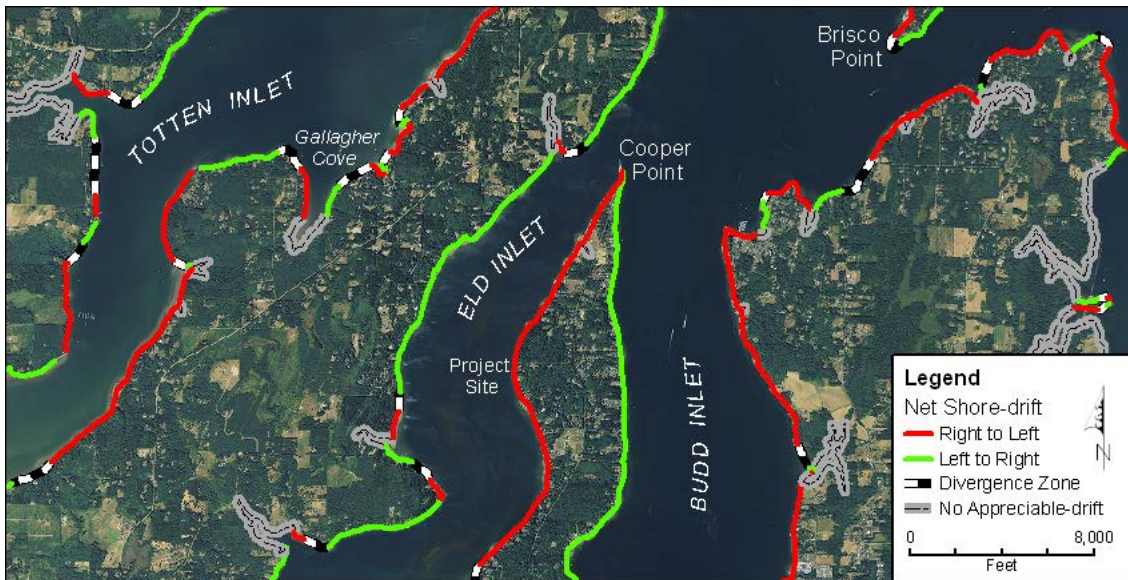 Brisco
Point
TOTTEN INLET
Gallagher
Cove
Cooper
Point
ELD INLET
Project
Site
BUDD INLET
Legend
Net Shore-drift
Right to Left
Left to Right
Divergence Zone
No Appreciable-drift
N
0 8,000
Feet